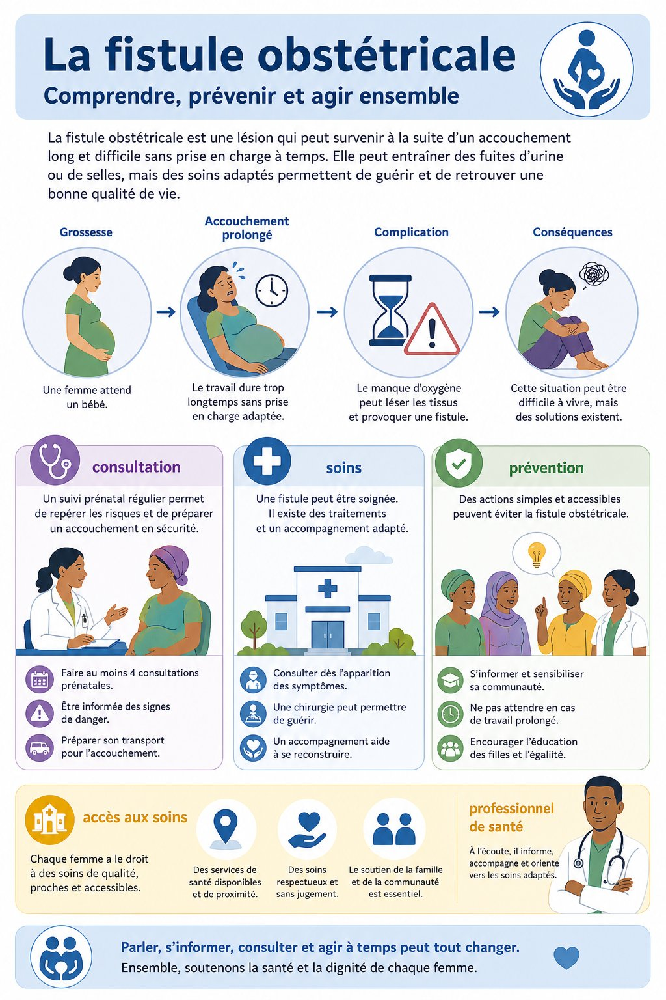 La fistule obstétricale
Comprendre, prévenir et agir ensemble
La fistule obstétricale est une lésion qui peut survenir à la suite d’un accouchement
long et difficile sans prise en charge à temps. Elle peut entraîner des fuites d’urine
ou de selles, mais des soins adaptés permettent de guérir et de retrouver une
bonne qualité de vie.
Grossesse
Une femme attend
un bébé.
Accouchement
prolongé
Le travail dure trop
longtemps sans prise
en charge adaptée.
Complication
Le manque d’oxygène
peut léser les tissus
et provoquer une fistule.
Conséquences
Cette situation peut être
difficile à vivre, mais
des solutions existent.
consultation
Un suivi prénatal régulier permet
de repérer les risques et de préparer
un accouchement en sécurité.
Faire au moins 4 consultations
prénatales.
Être informée des signes
de danger.
Préparer son transport
pour l’accouchement.
soins
Une fistule peut être soignée.
Il existe des traitements
et un accompagnement adapté.
Consulter dès l’apparition
des symptômes.
Une chirurgie peut permettre
de guérir.
Un accompagnement aide
à se reconstruire.
prévention
Des actions simples et accessibles
peuvent éviter la fistule obstétricale.
S’informer et sensibiliser
sa communauté.
Ne pas attendre en cas
de travail prolongé.
Encourager l’éducation
des filles et l’égaliité.
accès aux soins
Chaque femme a le droit
à des soins de qualité,
proches et accessibles.
Des services de
santé disponibles
et de proximité.
Des soins
respectueux et
sans jugement.
Le soutien de la famille
et de la communauté
est essentiel.
professionnel
de santé
À l’écoute, il informe,
accompagne et oriente
vers les soins adaptés.
Parler, s’informer, consulter et agir à temps peut tout changer.
Ensemble, soutenons la santé et la dignité de chaque femme.